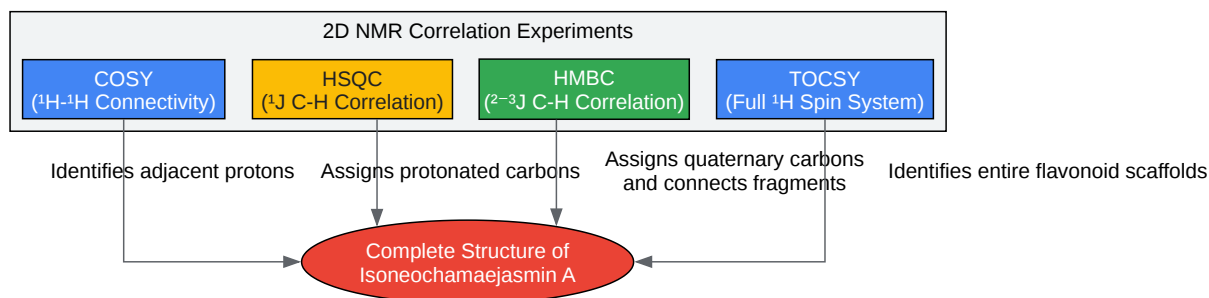 2D NMR Correlation Experiments
COSY
(¹H-¹H Connectivity)
HSQC
(¹J C-H Correlation)
HMBC
(²⁻³J C-H Correlation)
TOCSY
(Full ¹H Spin System)
Identifies adjacent protons
Assigns protonated carbons
Assigns quaternary carbons
and connects fragments
Identifies entire flavonoid scaffolds
Complete Structure of
Isoneochamaejasmin A